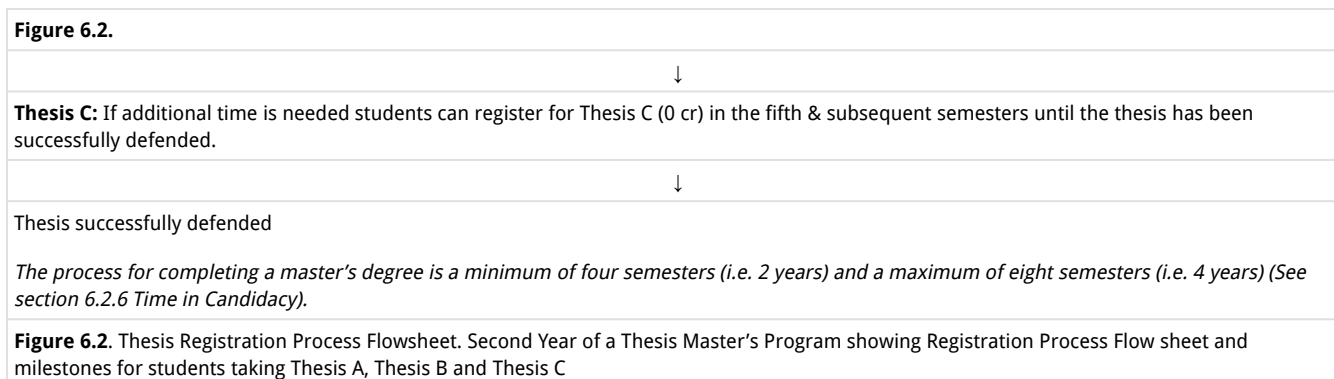 Figure 6.2.
↓
Thesis C: If additional time is needed students can register for Thesis C (0 cr) in the fifth & subsequent semesters until the thesis has been
successfully defended.
↓
Thesis successfully defended
The process for completing a master’s degree is a minimum of four semesters (i.e. 2 years) and a maximum of eight semesters (i.e. 4 years) (See
section 6.2.6 Time in Candidacy).
Figure 6.2. Thesis Registration Process Flowsheet. Second Year of a Thesis Master’s Program showing Registration Process Flow sheet and
milestones for students taking Thesis A, Thesis B and Thesis C